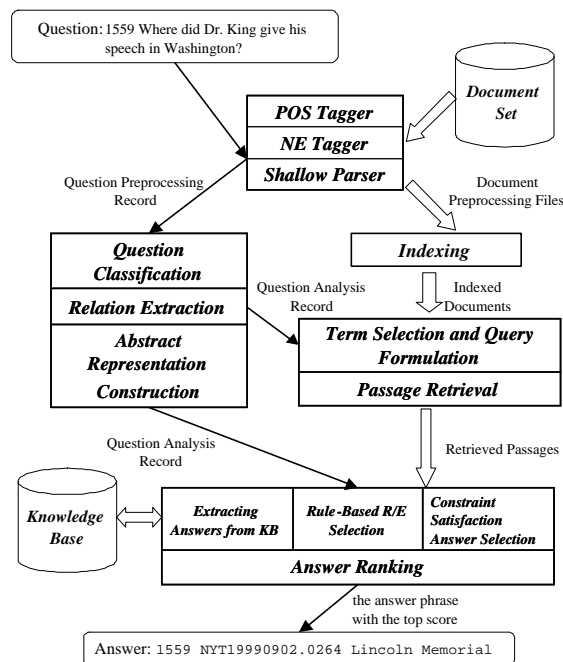 Question: 1559 Where did Dr. King give his
speech in Washington?
Document
Set
POS Tagger
NE Tagger
Shallow Parser
Question Preprocessing
Record
Document
Preprocessing Files
Question
Classification
Relation Extraction
Abstract
Representation
Construction
Indexing
Question Analysis
Record
Indexed
Documents
Term Selection and Query
Formulation
Passage Retrieval
Question Analysis
Record
Retrieved Passages
Knowledge
Base
Extracting
Answers from KB
Rule-Based R/E
Selection
Constraint
Satisfaction
Answer Selection
Answer Ranking
the answer phrase
with the top score
Answer: 1559 NYT19990902.0264 Lincoln Memorial